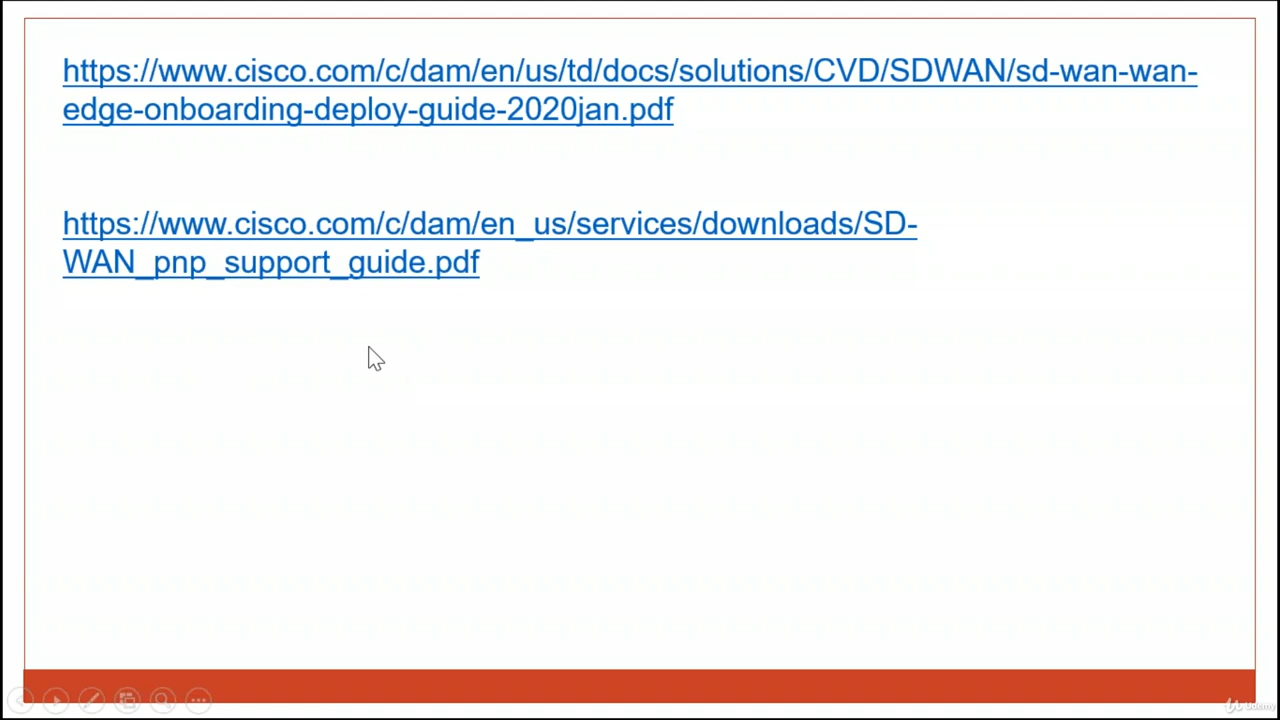 https://www.cisco.com/c/dam/en/us/td/docs/solutions/CVD/SDWAN/sd-wan-wan-
edge-onboarding-deploy-guide-2020jan.pdf
https://www.cisco.com/c/dam/en_us/services/downloads/SD-
WAN_pnp_support_guide.pdf
Udemy